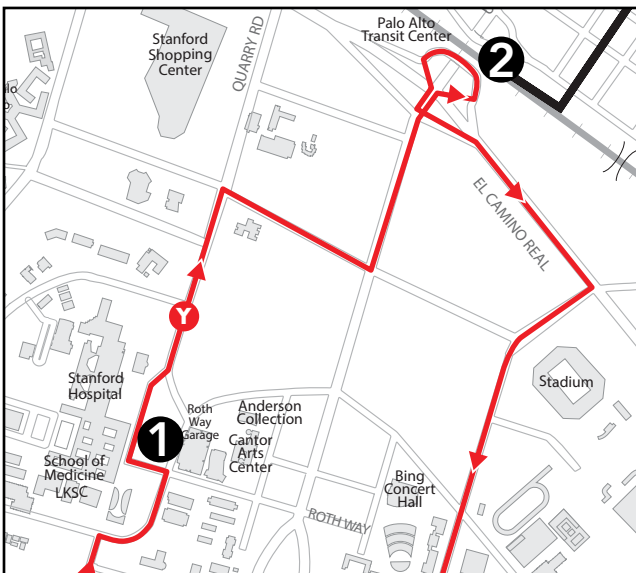 Palo Alto
Transit Center
Stanford
Shopping
Center
QUARRY RD
2
EL CAMINO REAL
Y
Stanford
Hospital
Stadium
1
Roth
Way
Garage
Anderson
Collection
Cantor
Arts
Center
School of
Medicine
LKSC
Bing
Concert
Hall
ROTH WAY